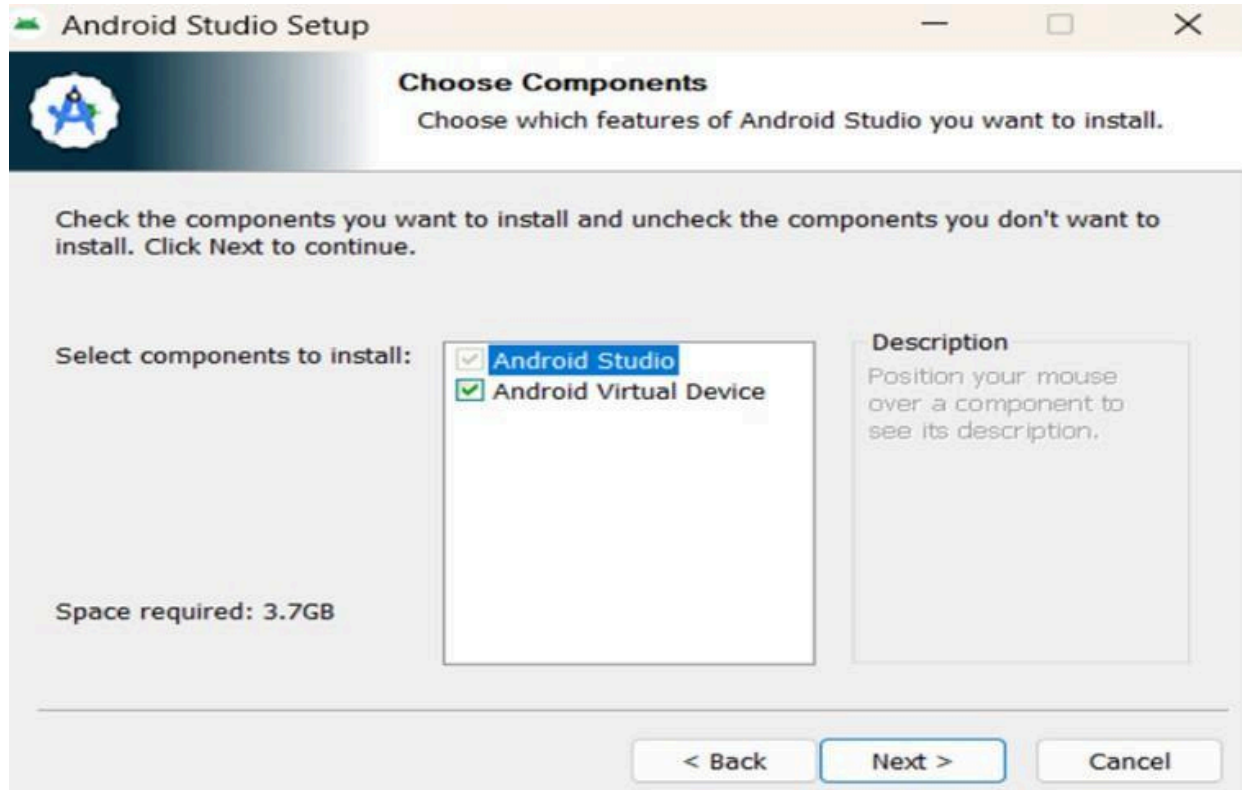 Android Studio Setup
Choose Components
Choose which features of Android Studio you want to install.
Check the components you want to install and uncheck the components you don't want to
install. Click Next to continue.
Select components to install:
Android Studio
Android Virtual Device
Description
Position your mouse
over a component to
see its description.
Space required: 3.7GB
< Back
Next >
Cancel